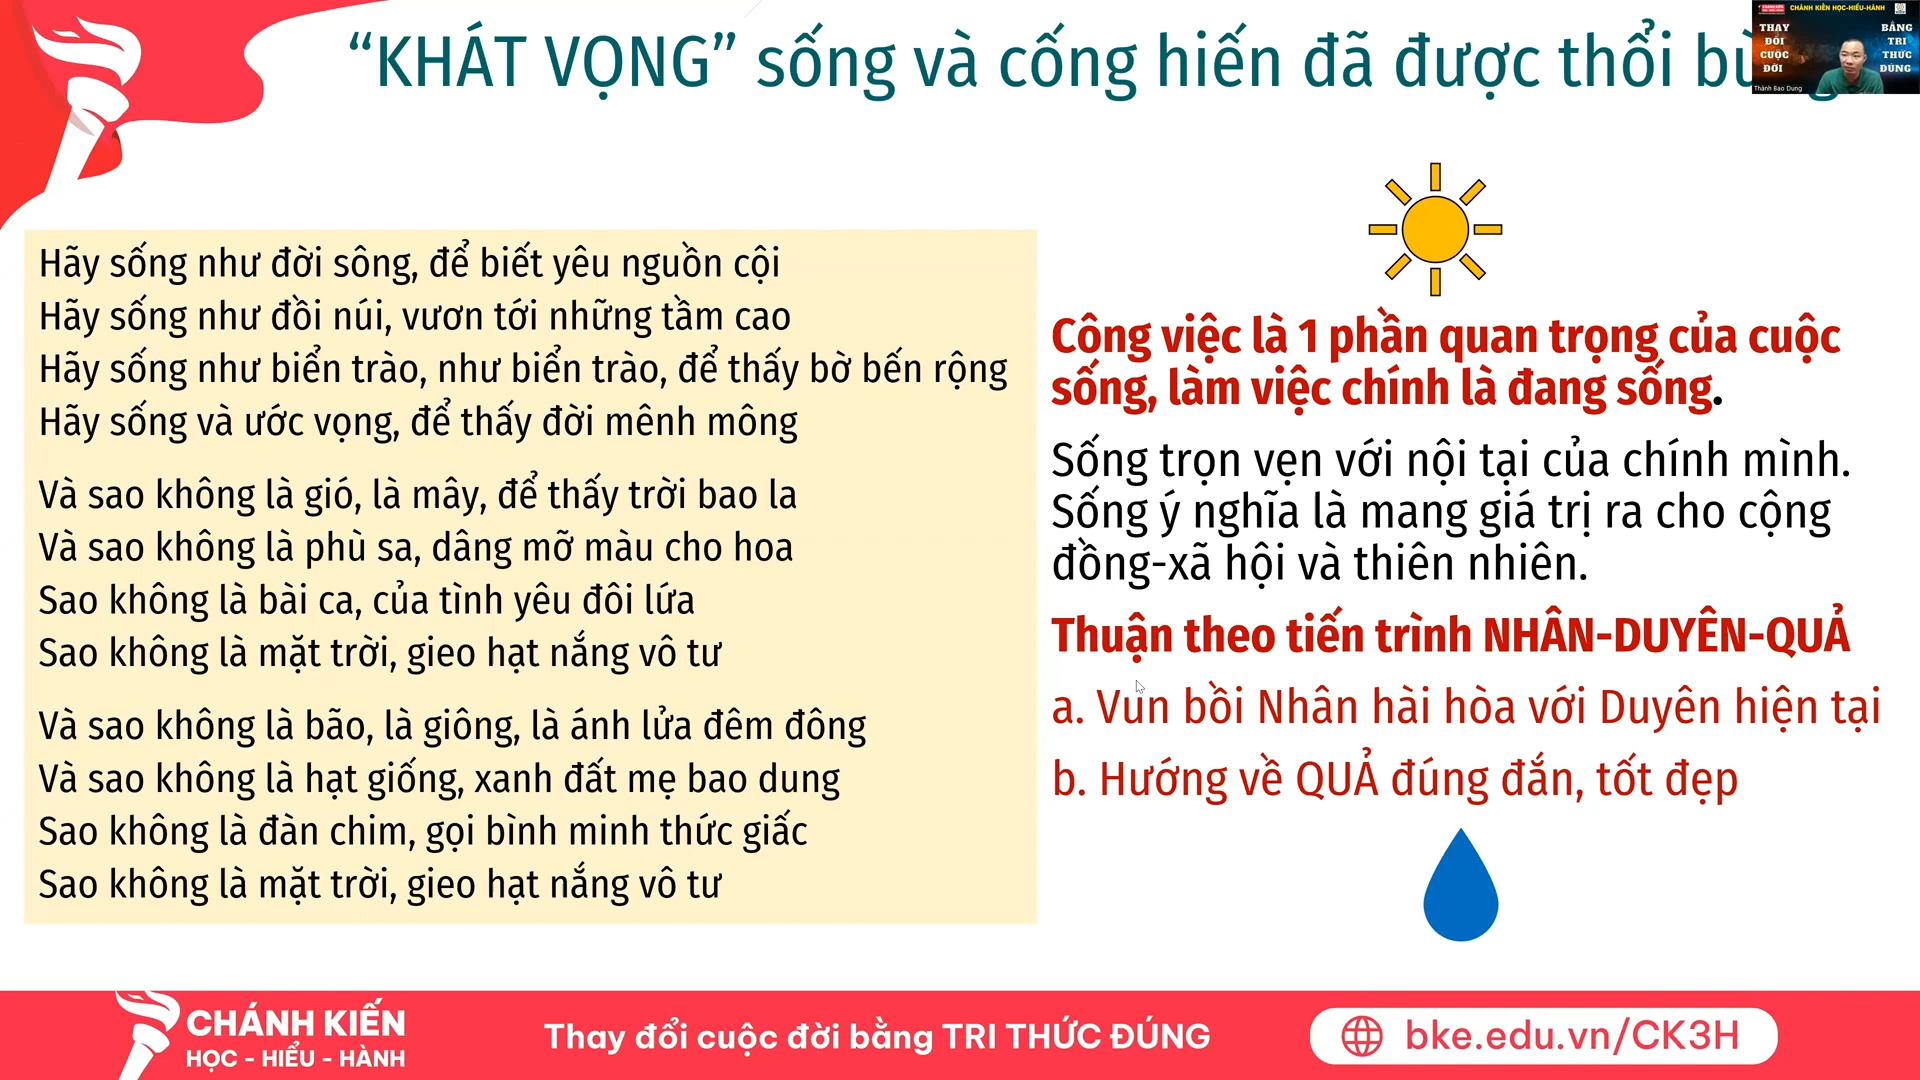 “KHÁT VỌNG” sống và cống hiến đã được thổi
CHÁNH KIẾN HỌC-HIỂU-HÀNH
THAY
ĐỔI
CUỘC
ĐỜI
BẰNG
TRI
THỨC
ĐÚNG
Thành Bao Dung
Hãy sống như đời sông, để biết yêu nguồn cội
Hãy sống như đồi núi, vươn tới những tầm cao
Hãy sống như biển trào, như biển trào, để thấy bờ bến rộng
Hãy sống và ước vọng, để thấy đời mênh mông
Và sao không là gió, là mây, để thấy trời bao la
Và sao không là phù sa, dâng mỡ màu cho hoa
Sao không là bài ca, của tình yêu đôi lứa
Sao không là mặt trời, gieo hạt nắng vô tư
Và sao không là bão, là giông, là ánh lửa đêm đông
Và sao không là hạt giống, xanh đất mẹ bao dung
Sao không là đàn chim, gọi bình minh thức giấc
Sao không là mặt trời, gieo hạt nắng vô tư
Công việc là 1 phần quan trọng của cuộc
sống, làm việc chính là đang sống.
Sống trọn vẹn với nội tại của chính mình.
Sống ý nghĩa là mang giá trị ra cho cộng
đồng-xã hội và thiên nhiên.
Thuận theo tiến trình NHÂN-DUYÊN-QUẢ
a. Vun bồi Nhân hài hòa với Duyên hiện tại
b. Hướng về QUẢ đúng đắn, tốt đẹp
CHÁNH KIẾN
HỌC - HIỂU - HÀNH
Thay đổi cuộc đời bằng TRI THỨC ĐÚNG
bke.edu.vn/CK3H